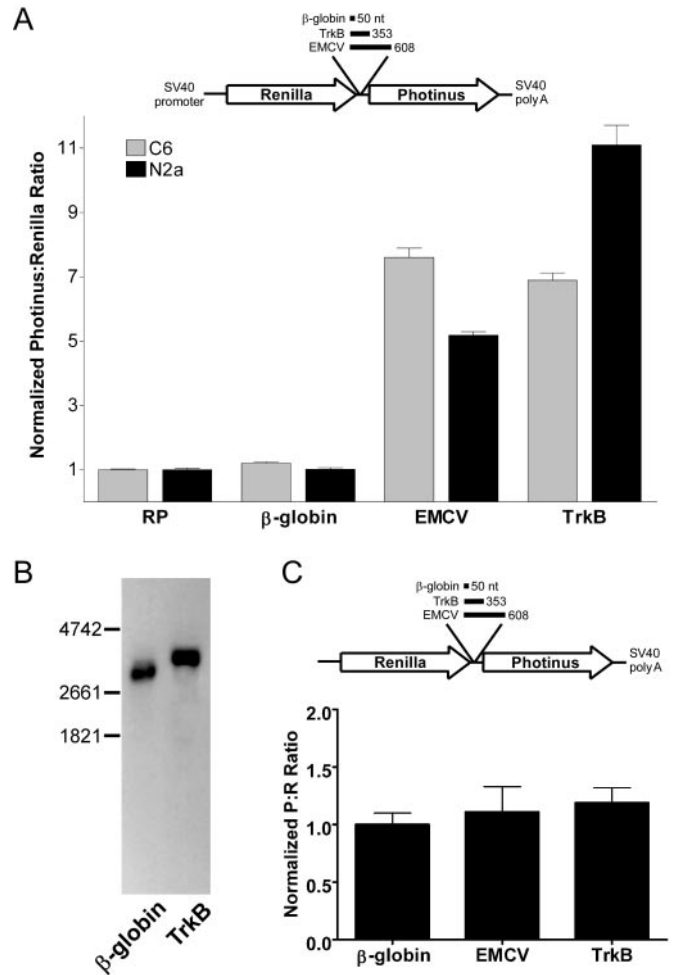 A
β-globin 50 nt
TrkB 353
EMCV 608
SV40 promoter
Renilla
Photinus
SV40 polyA
C6
N2a
Normalized Photinus:Renilla Ratio
11
9
7
5
3
1
RP
β-globin
EMCV
TrkB
B
4742
2661
1821
β-globin
TrkB
C
β-globin 50 nt
TrkB 353
EMCV 608
Renilla
Photinus
SV40 polyA
Normalized P:R Ratio
2.0
1.5
1.0
0.5
0.0
β-globin
EMCV
TrkB